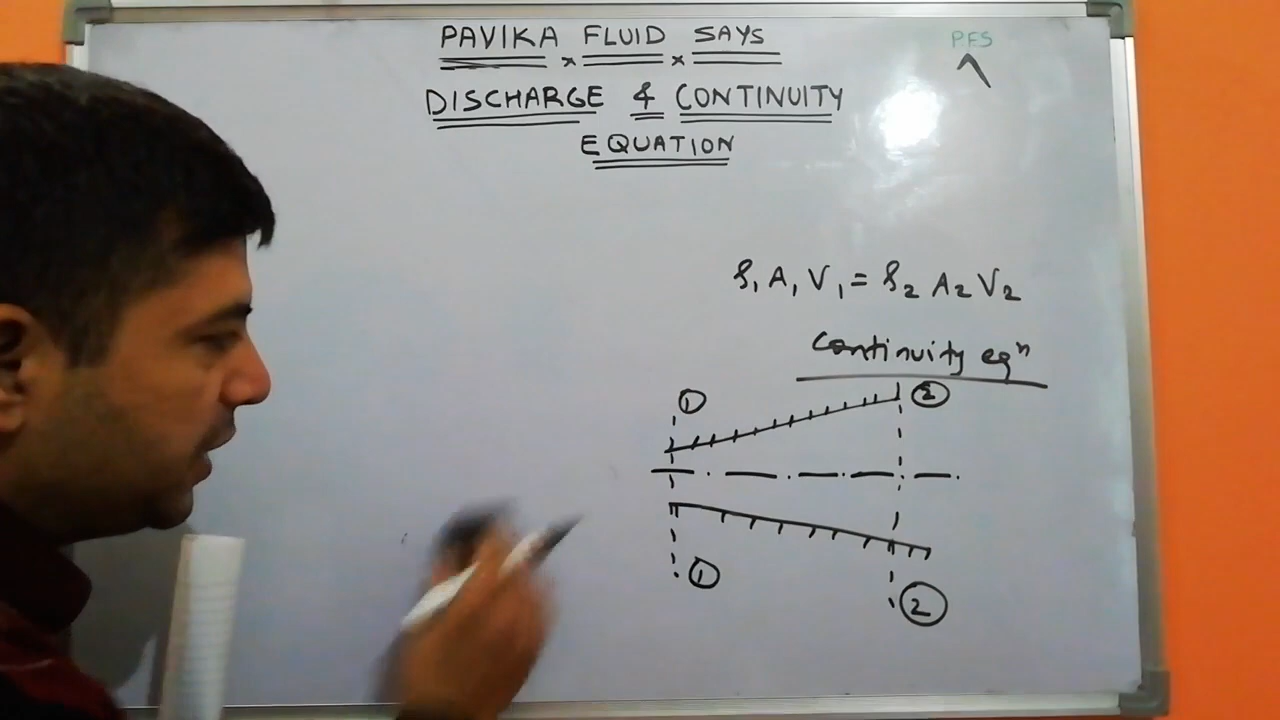 PAVIKA FLUID SAYS
PFS
DISCHARGE & CONTINUITY
EQUATION
ρ₁ A₁ V₁ = ρ₂ A₂ V₂
Continuity eqⁿ
① ②
① ②